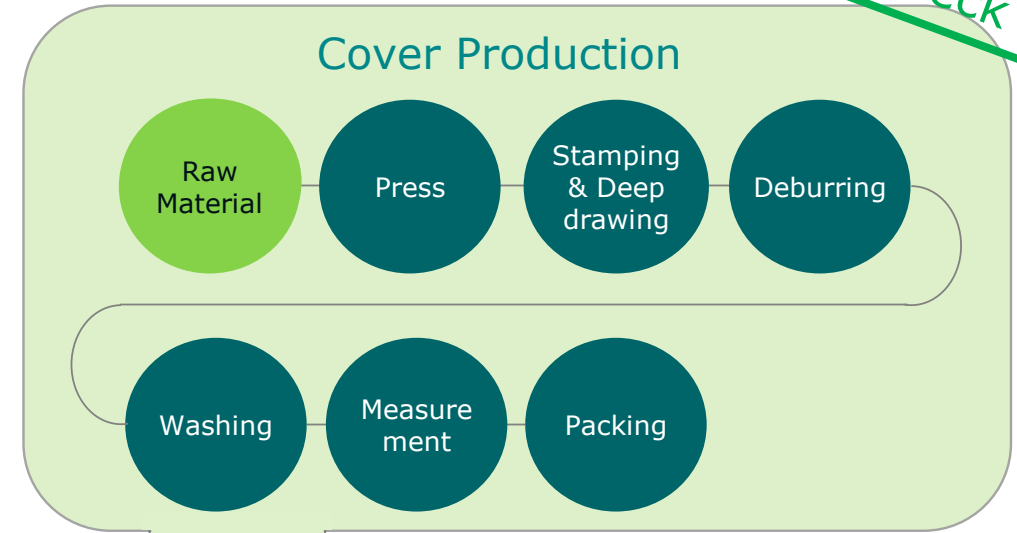 Cover Production
Raw
Material
Press
Stamping
& Deep
drawing
Deburring
Washing
Measure
ment
Packing